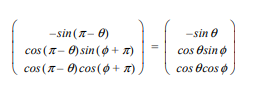 −sin (π− θ) −sin θ
cos (π− θ) sin (ϕ + π) = cos θsin ϕ
cos (π− θ) cos (ϕ + π) cos θcos ϕ